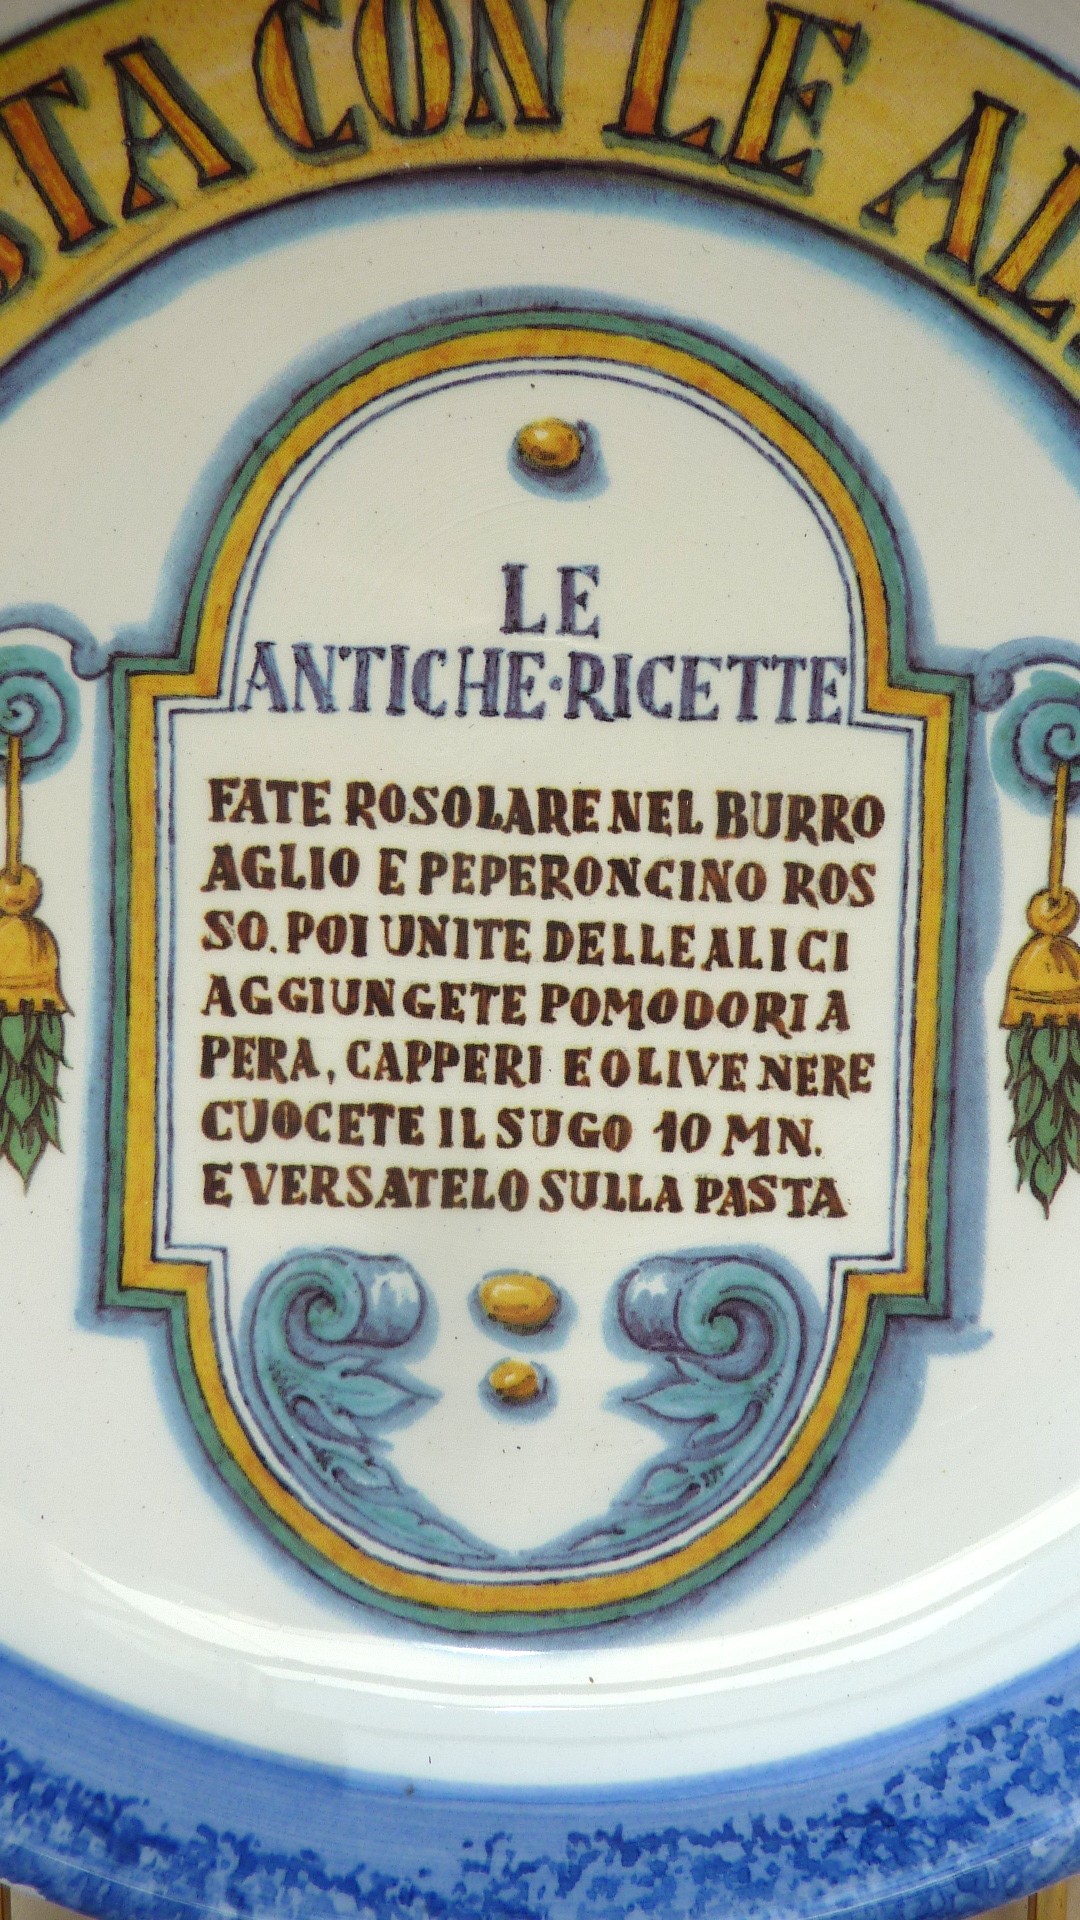 STA CON LE AL
LE
ANTICHE·RICETTE
FATE ROSOLARE NEL BURRO
AGLIO E PEPERONCINO ROS
SO. POI UNITE DELLE ALICI
AGGIUNGETE POMODORI A
PERA, CAPPERI E OLIVE NERE
CUOCETE IL SUGO 10 MN.
E VERSATELO SULLA PASTA